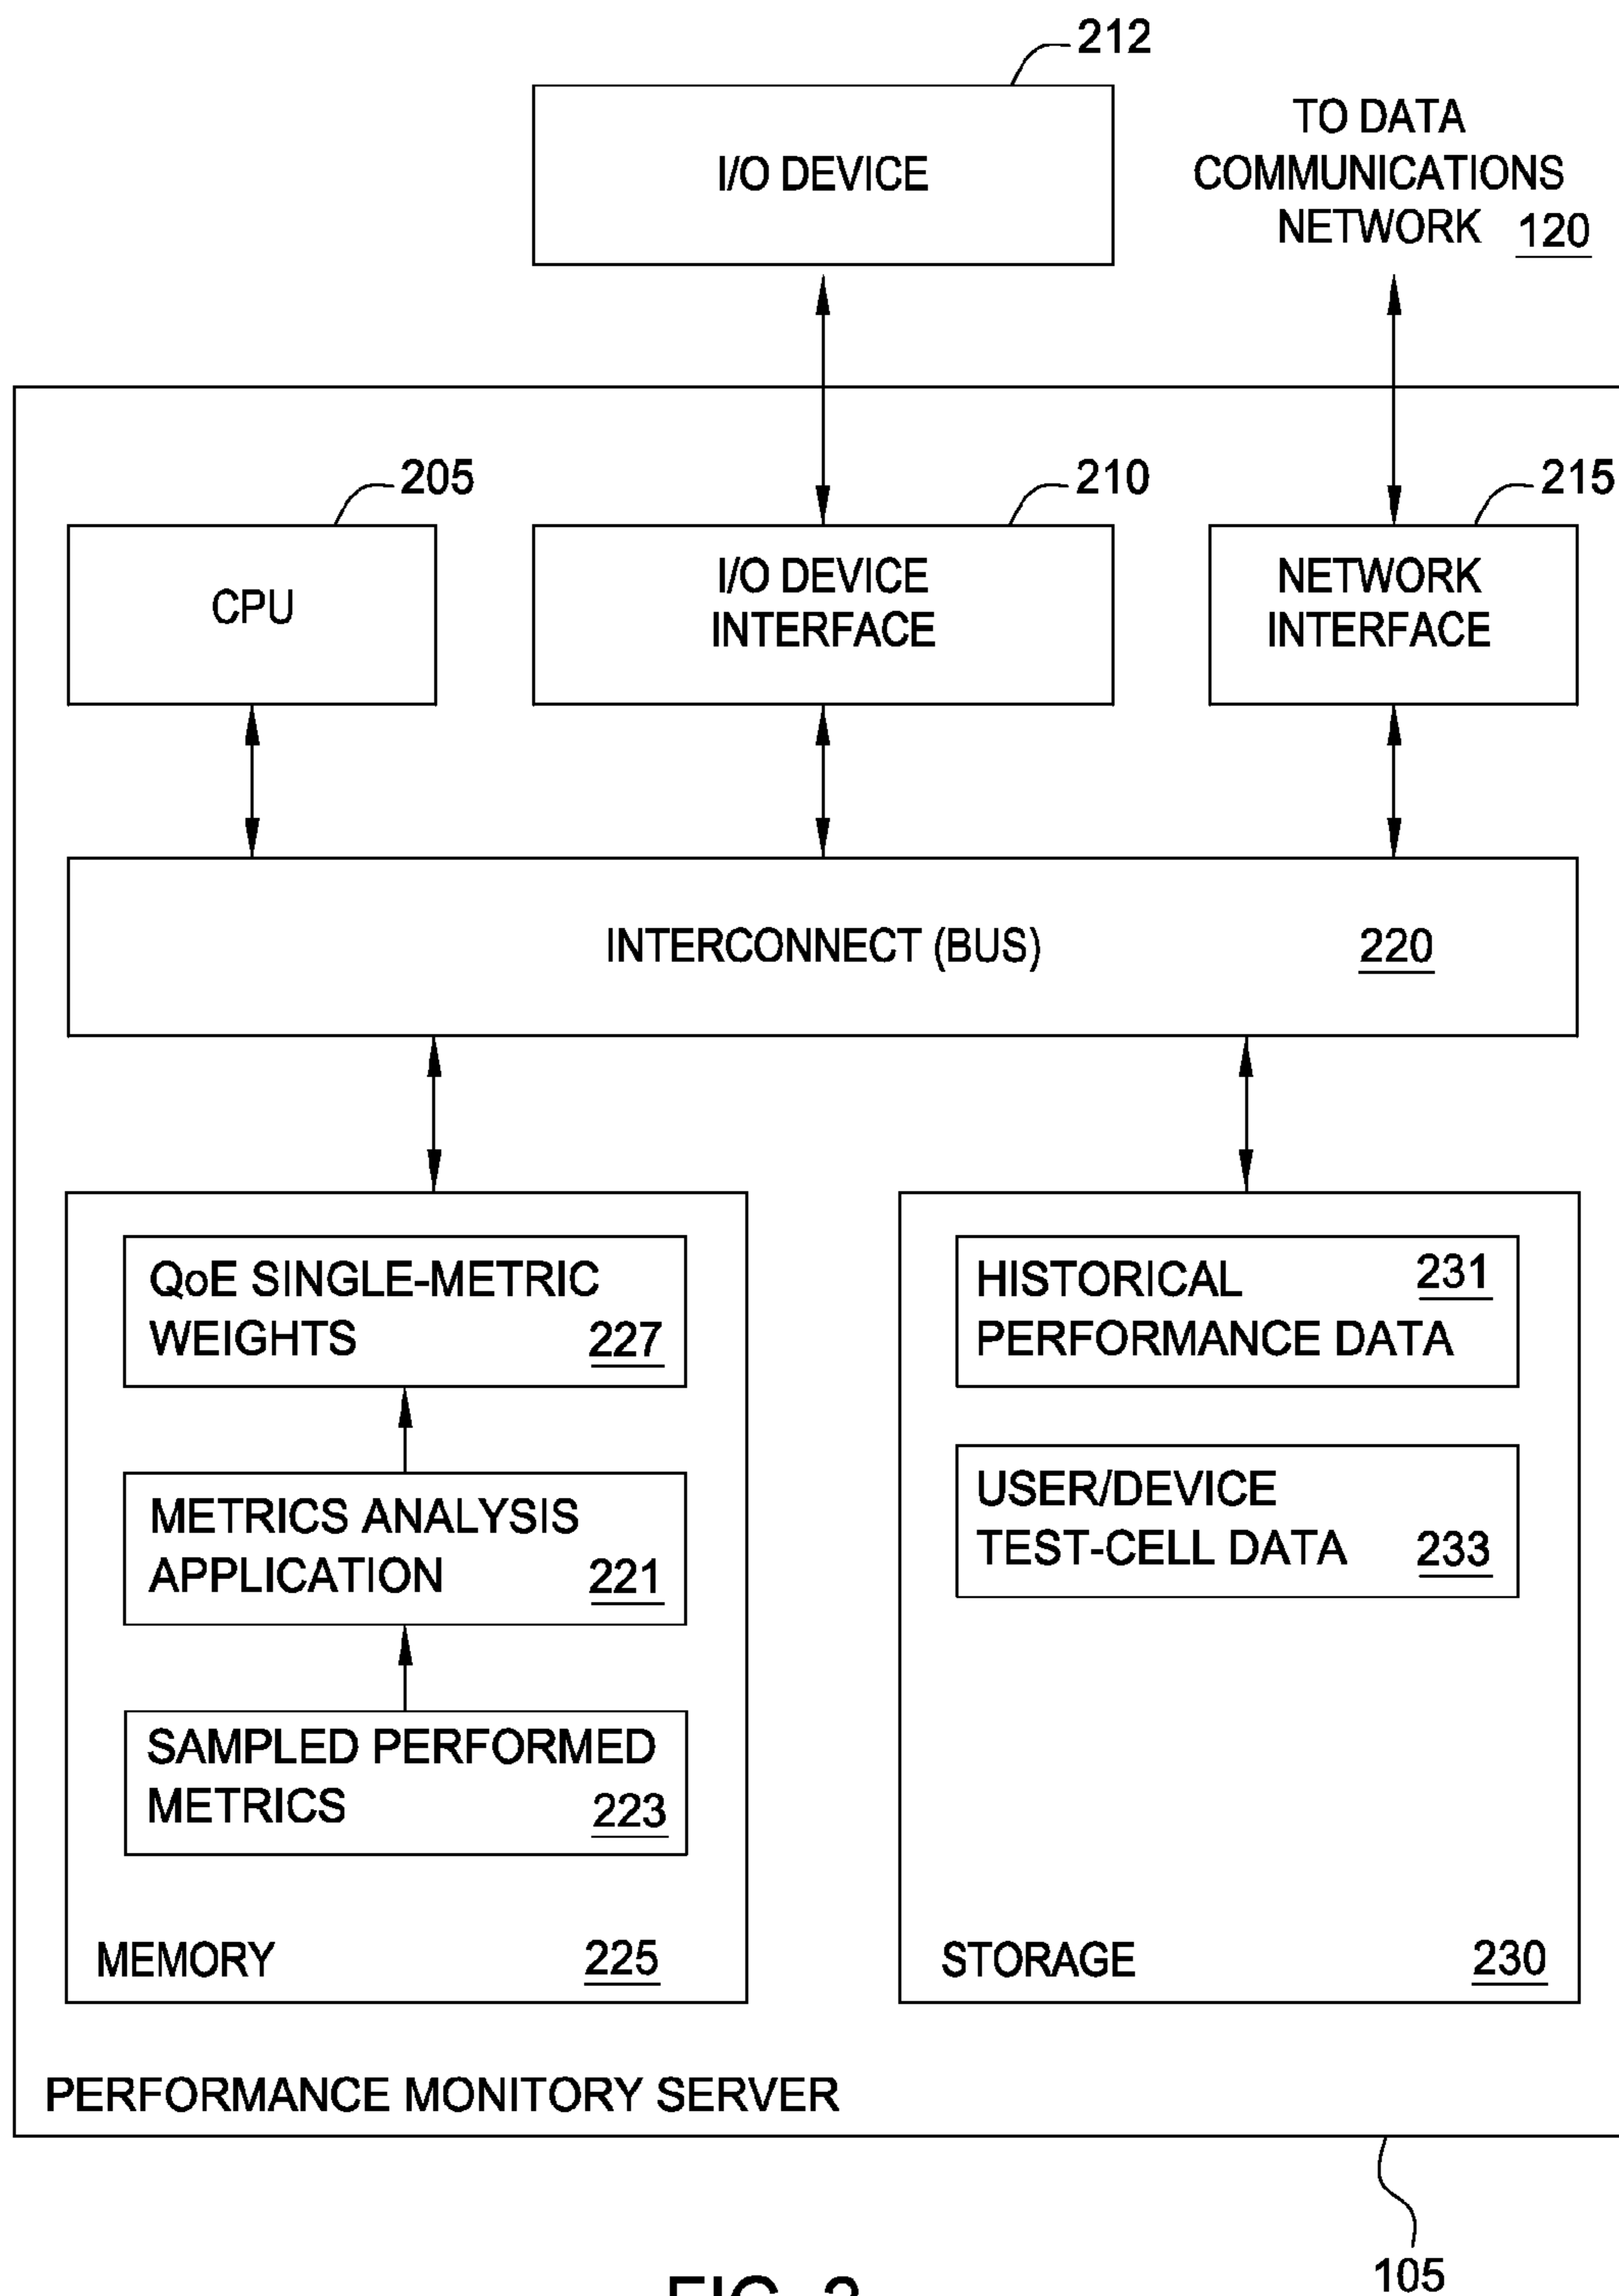 212
I/O DEVICE
TO DATA
COMMUNICATIONS
NETWORK 120
205
210
215
CPU
I/O DEVICE
INTERFACE
NETWORK
INTERFACE
INTERCONNECT (BUS) 220
QoE SINGLE-METRIC
WEIGHTS 227
METRICS ANALYSIS
APPLICATION 221
SAMPLED PERFORMED
METRICS 223
MEMORY 225
HISTORICAL 231
PERFORMANCE DATA
USER/DEVICE
TEST-CELL DATA 233
STORAGE 230
PERFORMANCE MONITORY SERVER
105
FIG. 2